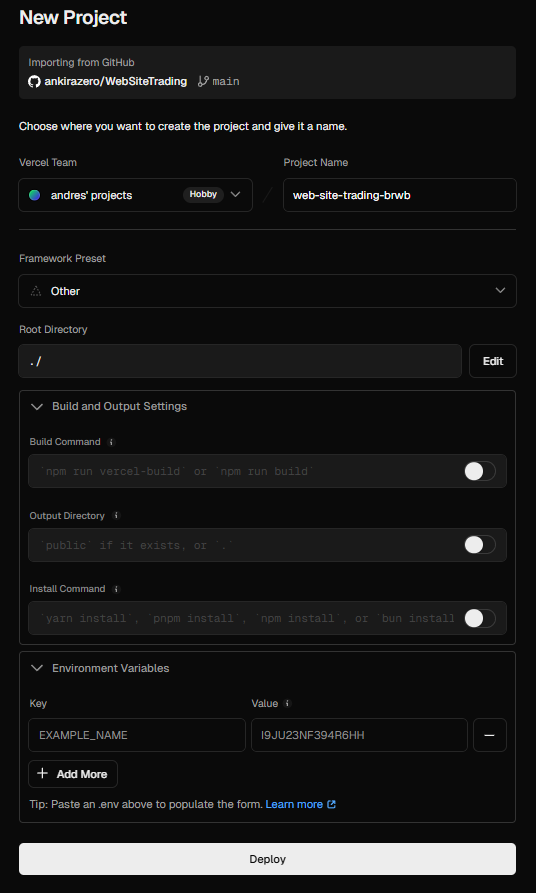 New Project
Importing from GitHub
ankirazero/WebSiteTrading main
Choose where you want to create the project and give it a name.
Vercel Team
Project Name
andres' projects Hobby
web-site-trading-brwb
Framework Preset
Other
Root Directory
./
Edit
Build and Output Settings
Build Command
`npm run vercel-build` or `npm run build`
Output Directory
`public` if it exists, or `.`
Install Command
`yarn install`, `pnpm install`, `npm install`, or `bun install
Environment Variables
Key
Value
EXAMPLE_NAME
I9JU23NF394R6HH
Add More
Tip: Paste an .env above to populate the form. Learn more
Deploy